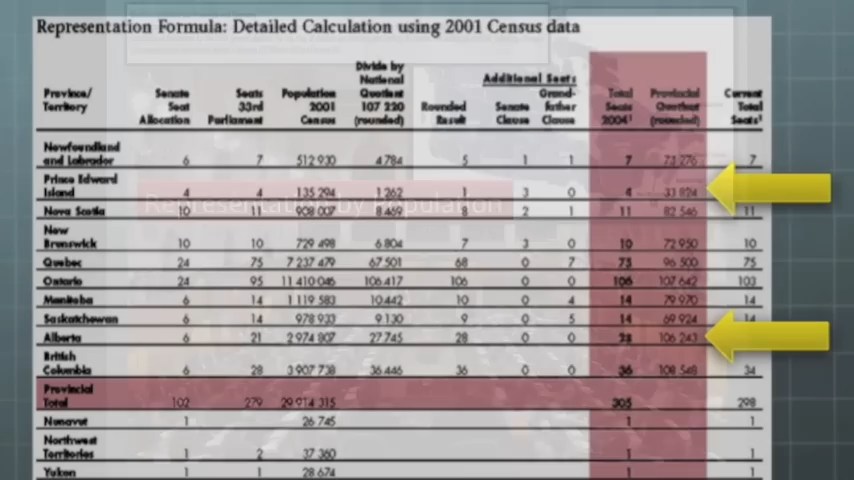 Representation Formula: Detailed Calculation using 2001 Census data
Province/ Territory Senate Seat Allocation Seats 33rd Parliament Population 2001 Census Divide by National Quotient 107 220 (rounded) Rounded Result Additional Seats Senate Clause Grand- father Clause Total Seats 2004¹ Provincial Quotient (rounded) Current Total Seats¹
Newfoundland and Labrador 6 7 512 930 4.784 5 1 1 7 73 276 7
Prince Edward Island 4 4 135 294 1.262 1 3 0 4 33 824
Nova Scotia 10 11 908 007 8.469 8 2 1 11 82 546 11
Representation by Population
New Brunswick 10 10 729 498 6.804 7 3 0 10 72 950 10
Quebec 24 75 7 237 479 67.501 68 0 7 75 96 500 75
Ontario 24 95 11 410 046 106.417 106 0 0 106 107 642 103
Manitoba 6 14 1 119 583 10.442 10 0 4 14 79 970 14
Saskatchewan 6 14 978 933 9.130 9 0 5 14 69 924 14
Alberta 6 21 2 974 807 27.745 28 0 0 28 106 243
British Columbia 6 28 3 907 738 36.446 36 0 0 36 108 548 34
Provincial Total 102 279 29 914 315 305 298
Nunavut 1 26 745 1 1
Northwest Territories 1 2 37 360 1 1
Yukon 1 1 28 674 1 1